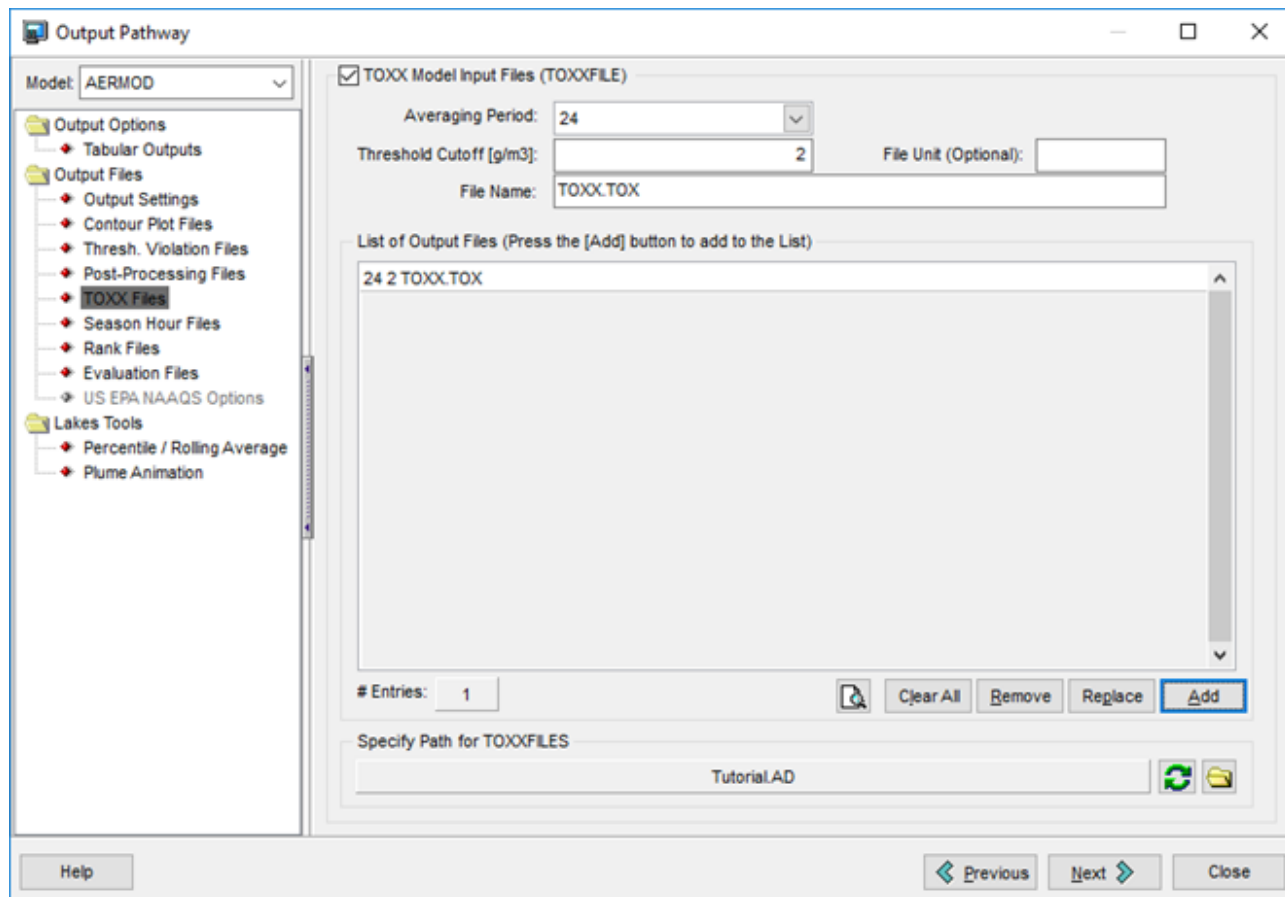 Output Pathway
Model: AERMOD
Output Options
Tabular Outputs
Output Files
Output Settings
Contour Plot Files
Thresh. Violation Files
Post-Processing Files
TOXX Files
Season Hour Files
Rank Files
Evaluation Files
US EPA NAAQS Options
Lakes Tools
Percentile / Rolling Average
Plume Animation
TOXX Model Input Files (TOXXFILE)
Averaging Period: 24
Threshold Cutoff [g/m3]: 2 File Unit (Optional):
File Name: TOXX.TOX
List of Output Files (Press the [Add] button to add to the List)
24 2 TOXX.TOX
# Entries: 1 Clear All Remove Replace Add
Specify Path for TOXXFILES
Tutorial.AD
Help Previous Next Close